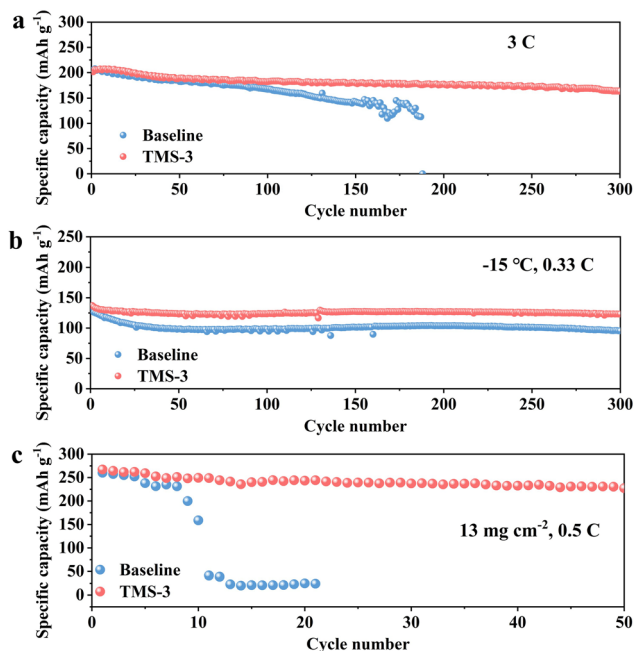 a
300
250
200
150
100
50
0
Specific capacity (mAh g⁻¹)
3 C
Baseline
TMS-3
0 50 100 150 200 250 300
Cycle number
b
250
200
150
100
50
0
Specific capacity (mAh g⁻¹)
-15 ℃, 0.33 C
Baseline
TMS-3
0 50 100 150 200 250 300
Cycle number
c
300
250
200
150
100
50
0
Specific capacity (mAh g⁻¹)
13 mg cm⁻², 0.5 C
Baseline
TMS-3
0 10 20 30 40 50
Cycle number